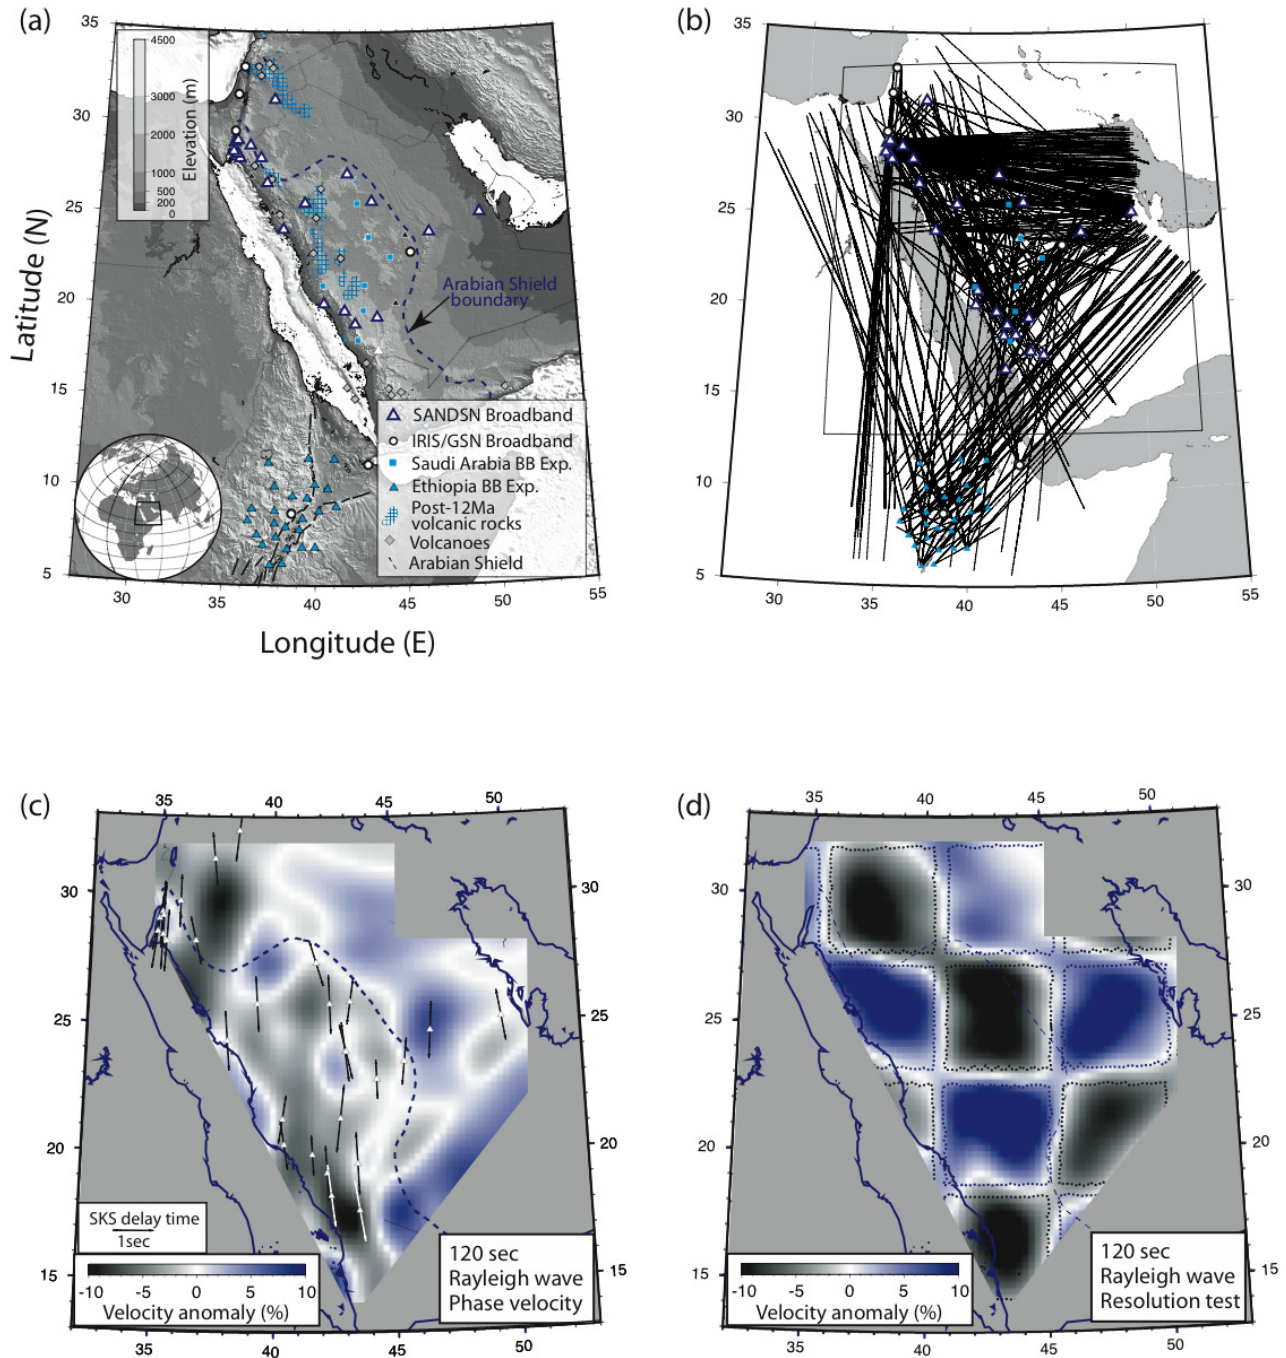 (a)
35
30
25
20
15
10
5
30
35
40
45
50
55
Latitude (N)
Longitude (E)
4500
3000
2000
1000
500
200
0
Elevation (m)
Arabian Shield
boundary
SANDSN Broadband
IRIS/GSN Broadband
Saudi Arabia BB Exp.
Ethiopia BB Exp.
Post-12Ma
volcanic rocks
Volcanoes
Arabian Shield
(b)
35
30
25
20
15
10
5
30
35
40
45
50
55
(c)
35
40
45
50
30
25
20
15
30
25
20
15
35
40
45
50
SKS delay time
1sec
-10
-5
0
5
10
Velocity anomaly (%)
120 sec
Rayleigh wave
Phase velocity
(d)
35
40
45
50
30
25
20
15
30
25
20
15
35
40
45
50
-10
-5
0
5
10
Velocity anomaly (%)
120 sec
Rayleigh wave
Resolution test